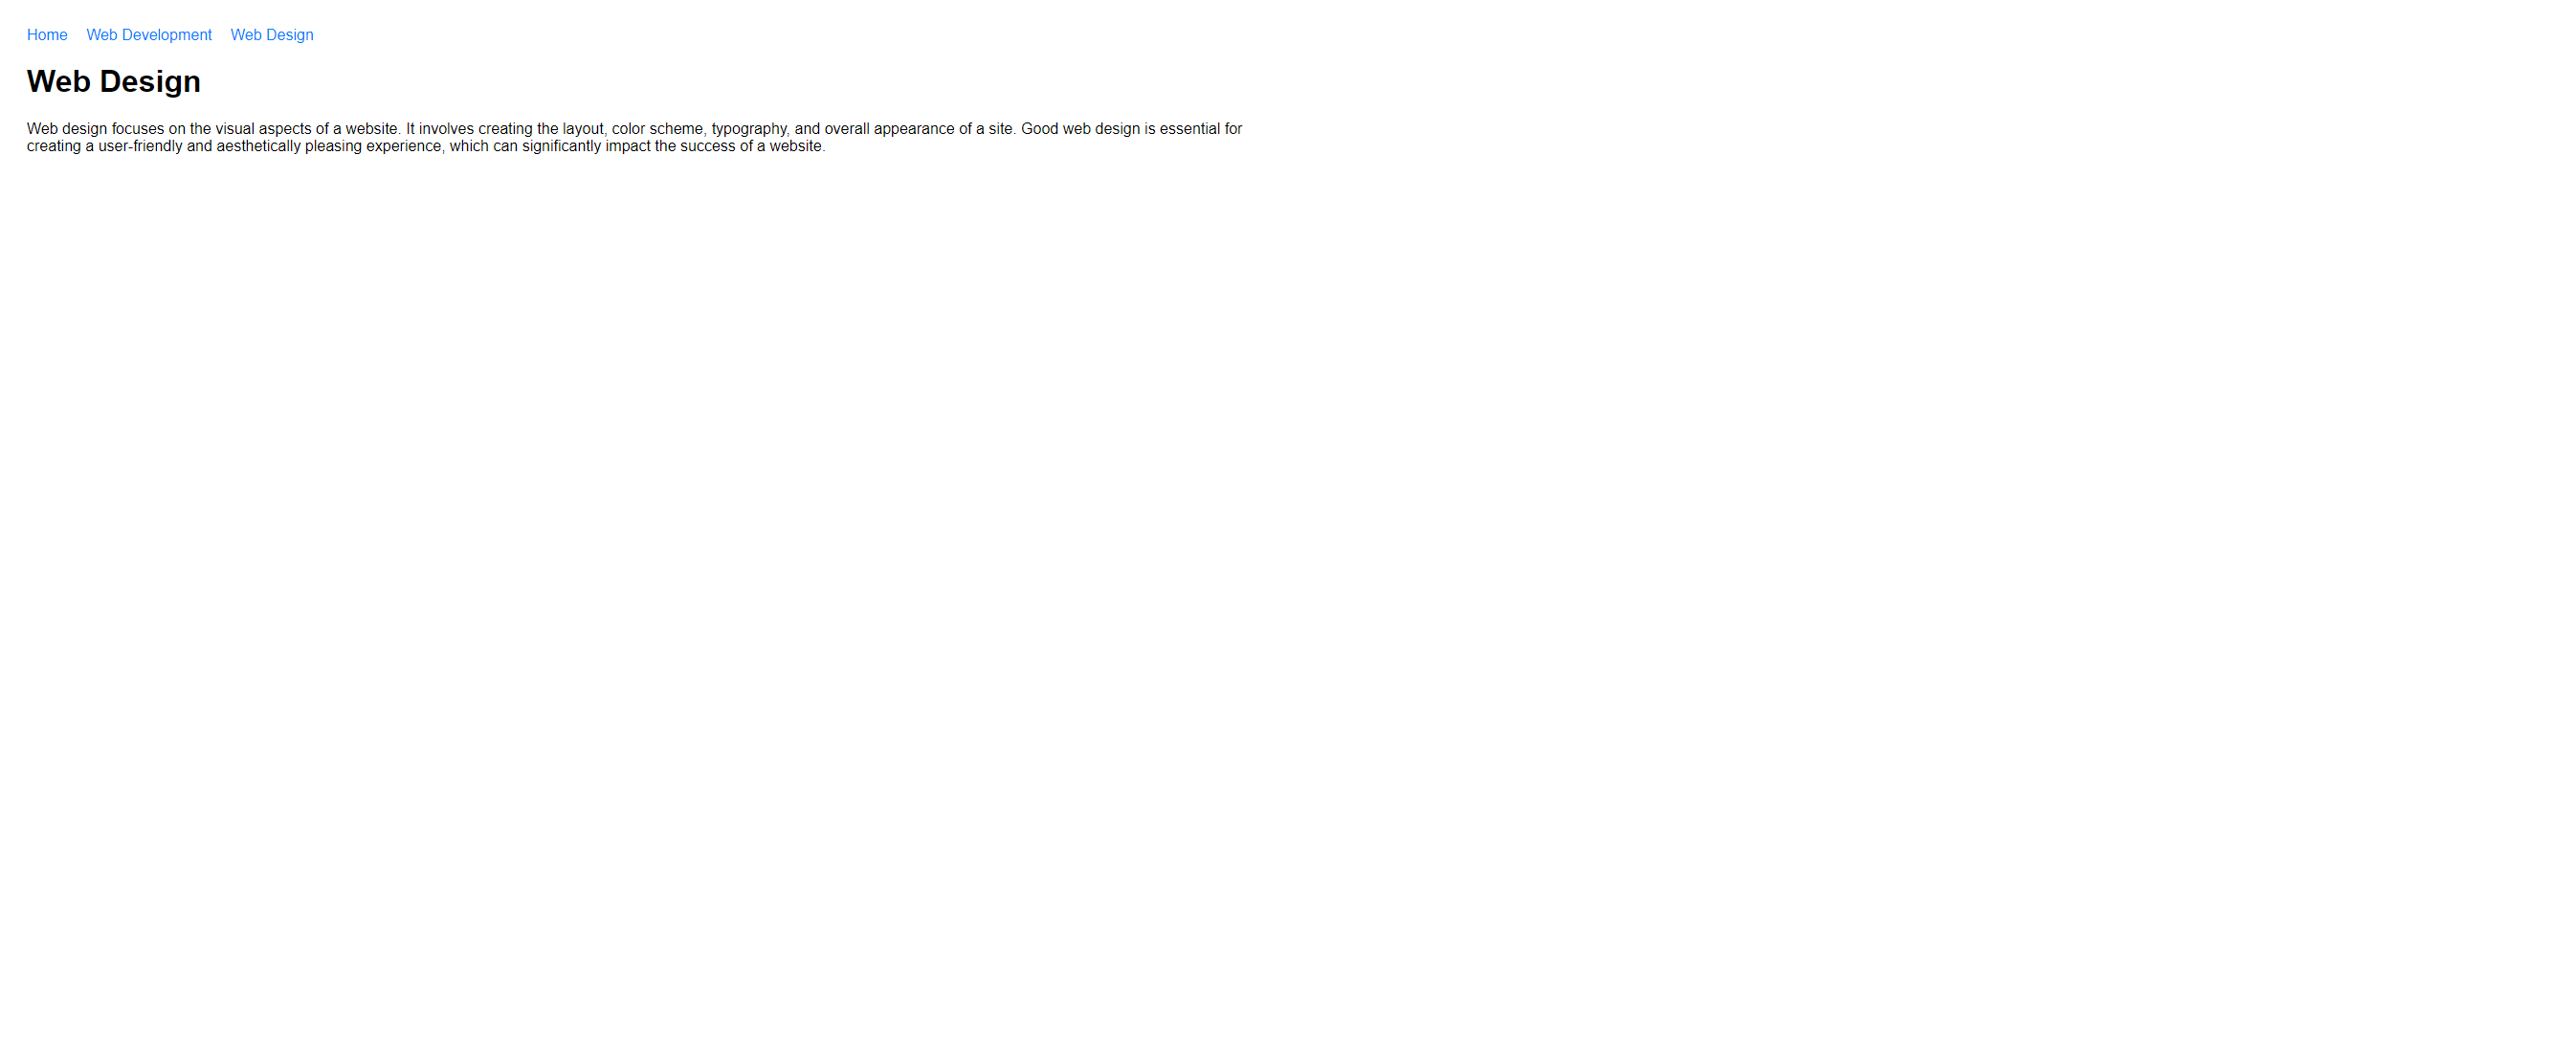 Home Web Development Web Design
Web Design
Web design focuses on the visual aspects of a website. It involves creating the layout, color scheme, typography, and overall appearance of a site. Good web design is essential for
creating a user-friendly and aesthetically pleasing experience, which can significantly impact the success of a website.